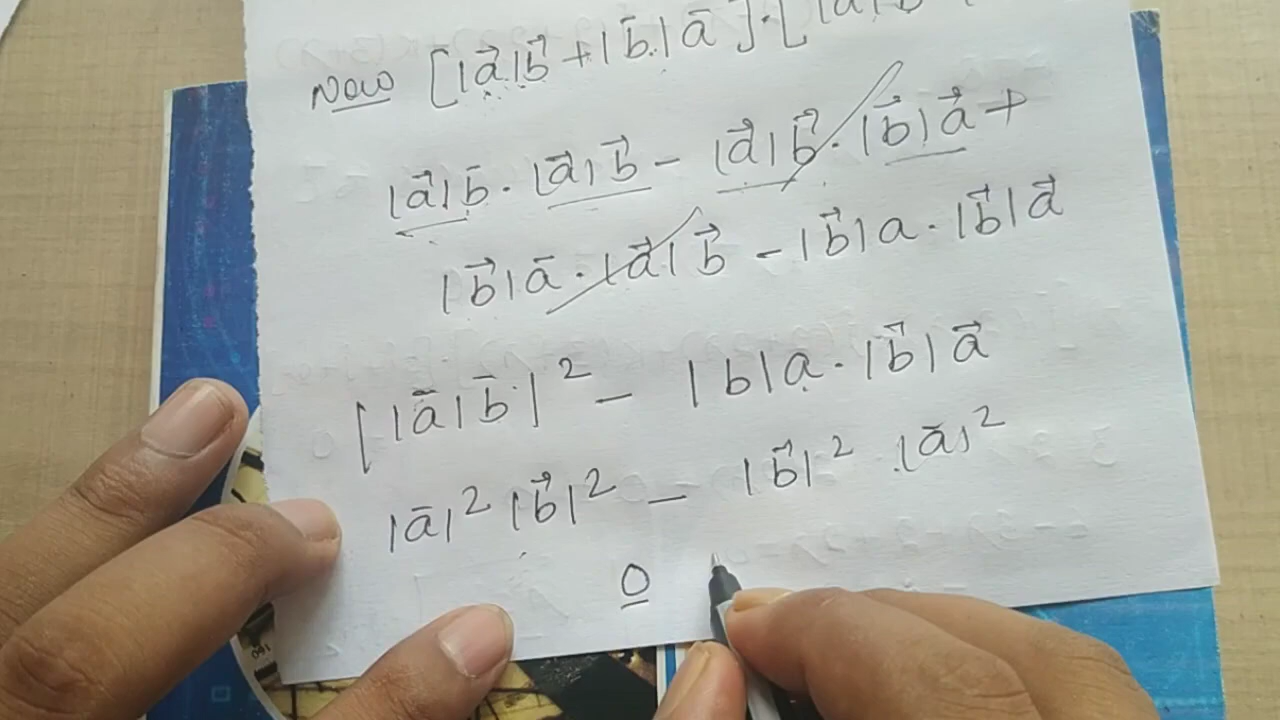 Now [|a⃗|b⃗ + |b̄|ā]·[|a|b
|a⃗|b̄ · |a⃗|b⃗ − |a⃗|b⃗ · |b⃗|a⃗ +
|b⃗|ā · |a⃗|b⃗ − |b⃗|a · |b⃗|a⃗
[|ā|b̄]² − |b|a · |b⃗|a⃗
|ā|² |b⃗|² − |b⃗|² · |ā|²
0